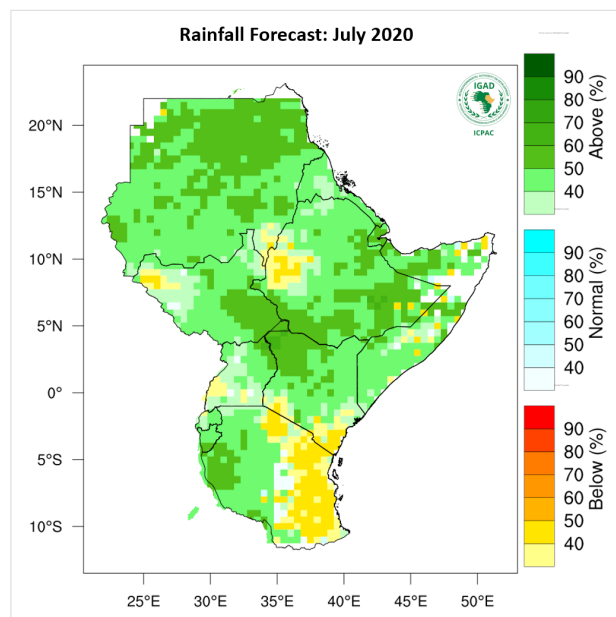 Rainfall Forecast: July 2020
IGAD
ICPAC
20°N
15°N
10°N
5°N
0°
5°S
10°S
25°E
30°E
35°E
40°E
45°E
50°E
90
80
70
60
50
40
Above (%)
90
80
70
60
50
40
Normal (%)
90
80
70
60
50
40
Below (%)